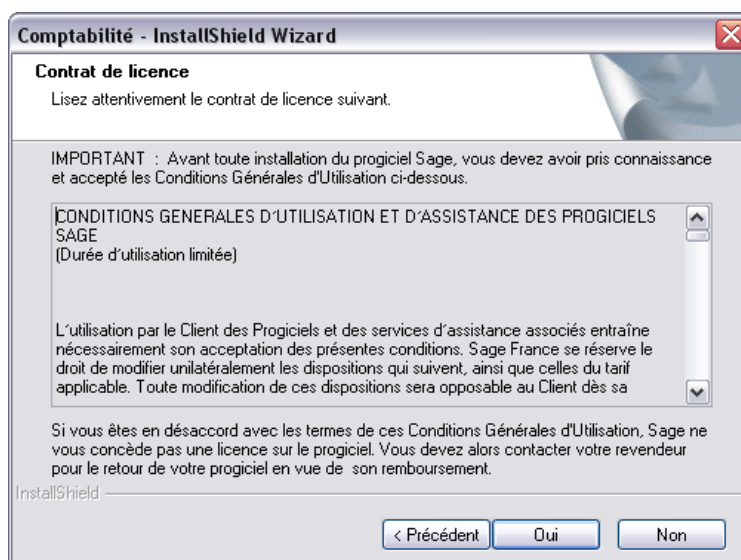 Comptabilité - InstallShield Wizard
Contrat de licence
Lisez attentivement le contrat de licence suivant.
IMPORTANT : Avant toute installation du progiciel Sage, vous devez avoir pris connaissance
et accepté les Conditions Générales d'Utilisation ci-dessous.
CONDITIONS GENERALES D´UTILISATION ET D´ASSISTANCE DES PROGICIELS
SAGE
(Durée d´utilisation limitée)
L´utilisation par le Client des Progiciels et des services d´assistance associés entraîne
nécessairement son acceptation des présentes conditions. Sage France se réserve le
droit de modifier unilatéralement les dispositions qui suivent, ainsi que celles du tarif
applicable. Toute modification de ces dispositions sera opposable au Client dès sa
Si vous êtes en désaccord avec les termes de ces Conditions Générales d'Utilisation, Sage ne
vous concède pas une licence sur le progiciel. Vous devez alors contacter votre revendeur
pour le retour de votre progiciel en vue de son remboursement.
InstallShield
< Précédent Oui Non